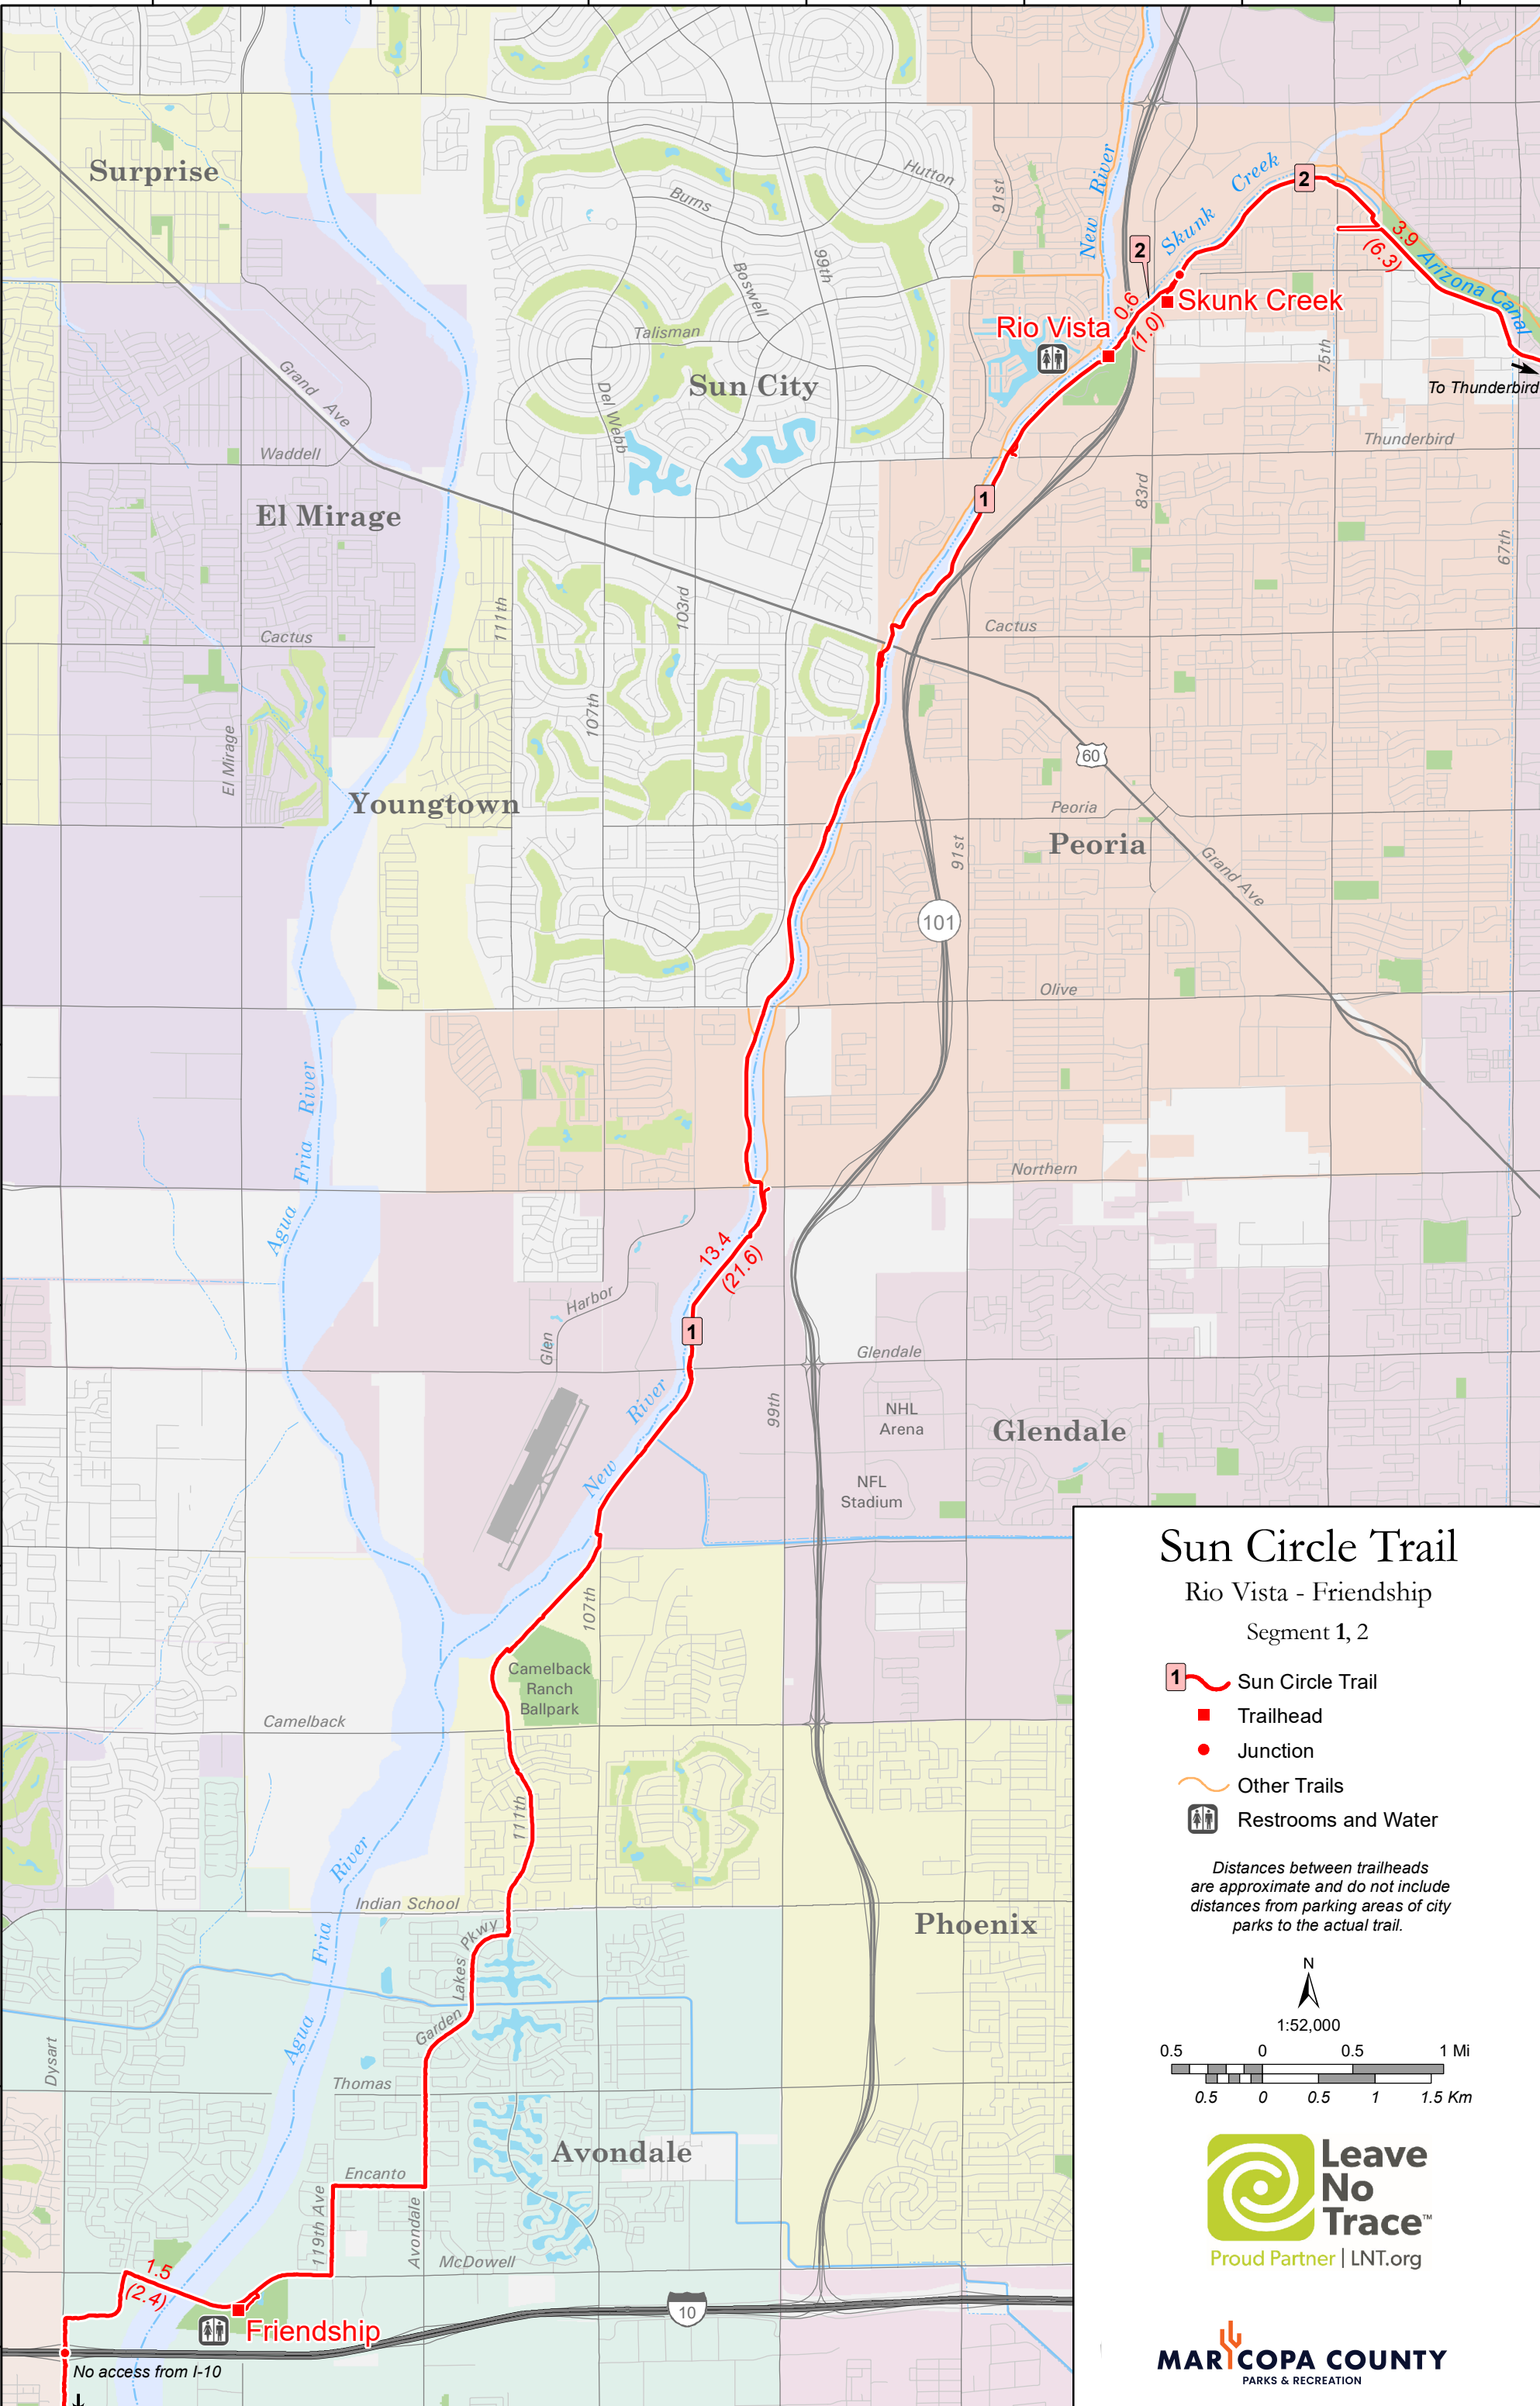 Surprise
Hutton
Burns
91st
New River
Skunk Creek
2
2
3.9
(6.3)
Arizona Canal
Boswell
99th
0.6
(1.0)
Skunk Creek
Rio Vista
Talisman
Sun City
Del Webb
Grand Ave
75th
To Thunderbird
Thunderbird
Waddell
El Mirage
1
83rd
67th
111th
103rd
Cactus
Cactus
107th
El Mirage
60
Youngtown
Peoria
Peoria
91st
Grand Ave
101
Olive
Agua Fria River
Northern
13.4
(21.6)
Glen Harbor
1
Glendale
New River
99th
NHL
Arena
Glendale
NFL
Stadium
107th
Camelback
Ranch
Ballpark
Camelback
111th
Agua Fria River
Indian School
Phoenix
Garden Lakes Pkwy
Dysart
Thomas
Avondale
Encanto
119th Ave
Avondale
McDowell
1.5
(2.4)
Friendship
10
No access from I-10
Sun Circle Trail
Rio Vista - Friendship
Segment 1, 2
1 Sun Circle Trail
Trailhead
Junction
Other Trails
Restrooms and Water
Distances between trailheads
are approximate and do not include
distances from parking areas of city
parks to the actual trail.
N
1:52,000
0.5 0 0.5 1 Mi
0.5 0 0.5 1 1.5 Km
Leave
No
Trace™
Proud Partner | LNT.org
MARICOPA COUNTY
PARKS & RECREATION